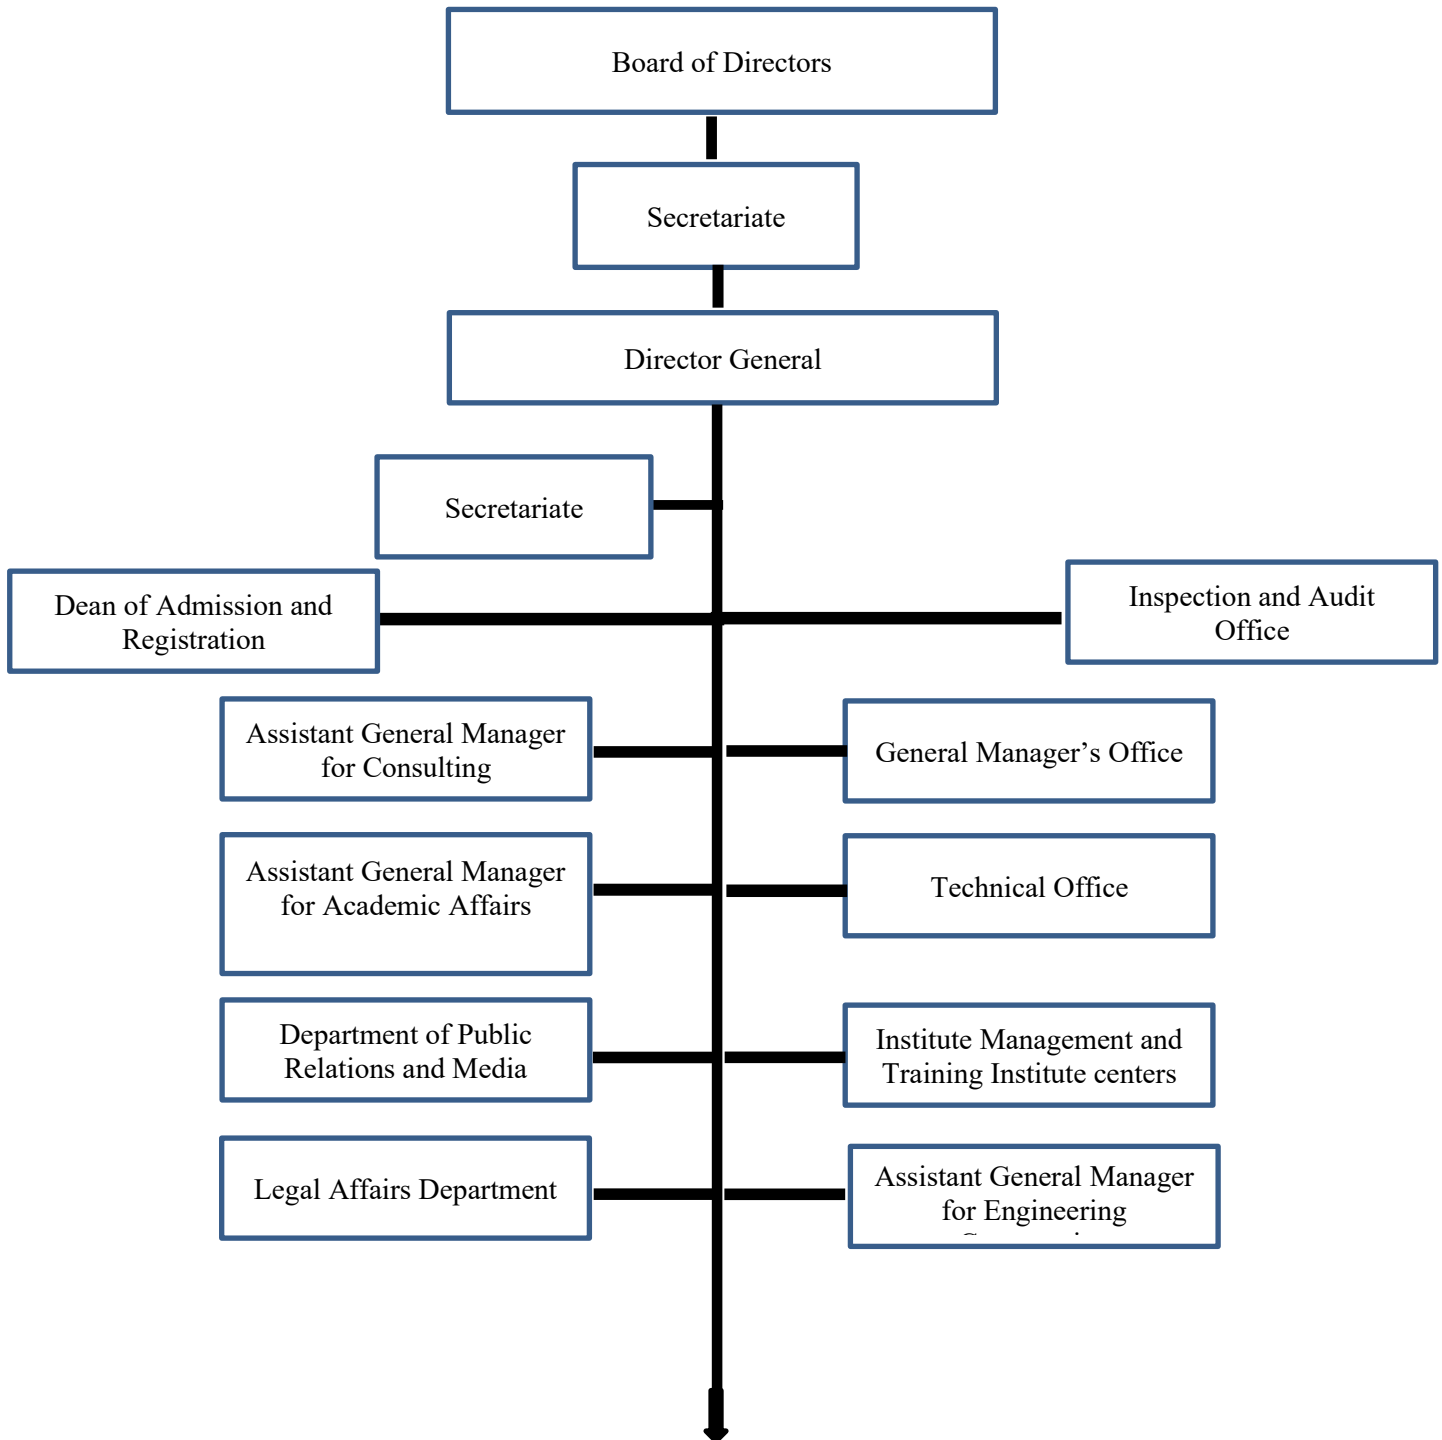 Board of Directors
Secretariate
Director General
Secretariate
Dean of Admission and
Registration
Inspection and Audit
Office
Assistant General Manager
for Consulting
General Manager’s Office
Assistant General Manager
for Academic Affairs
Technical Office
Department of Public
Relations and Media
Institute Management and
Training Institute centers
Legal Affairs Department
Assistant General Manager
for Engineering